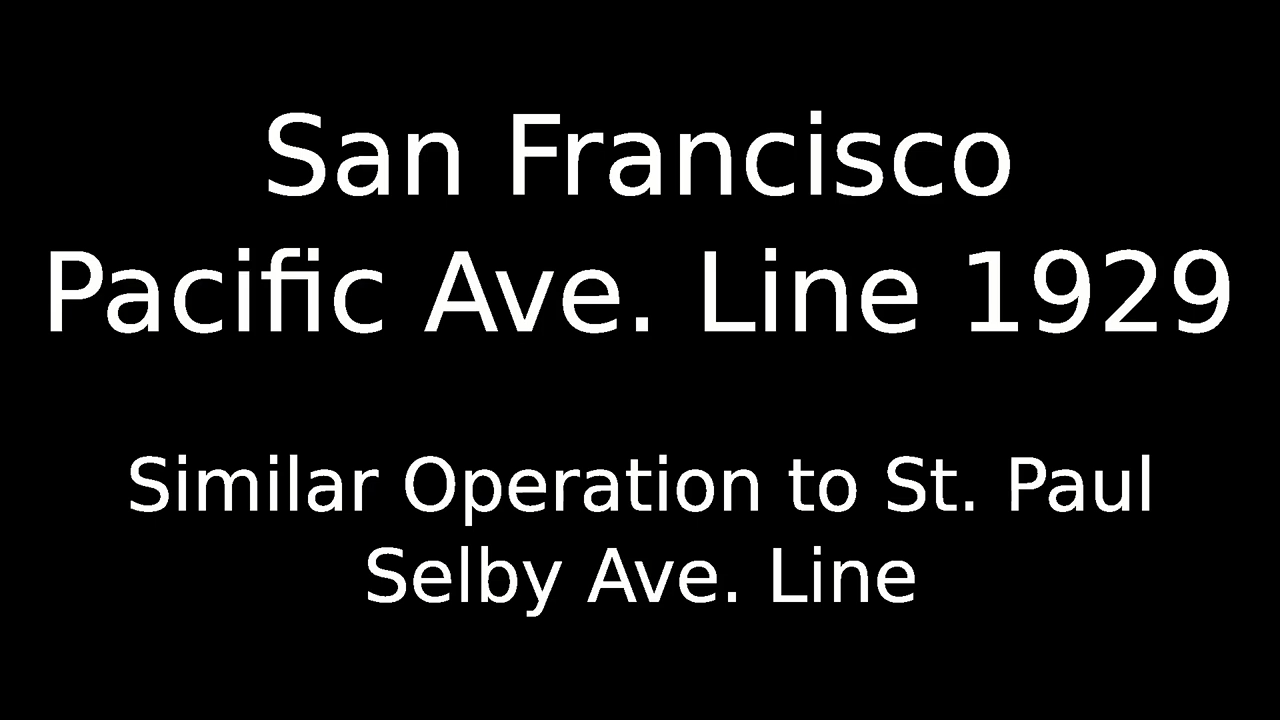 San Francisco
Pacific Ave. Line 1929
Similar Operation to St. Paul
Selby Ave. Line